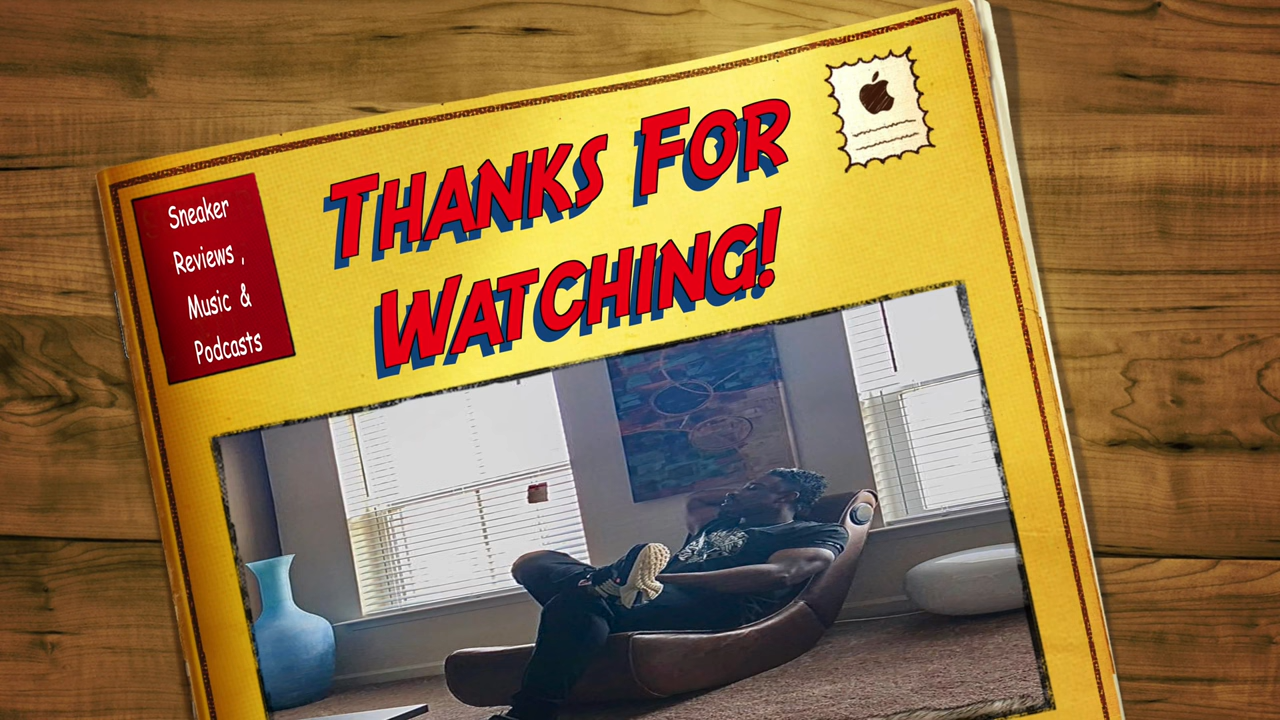 Sneaker
Reviews ,
Music &
Podcasts
THANKS FOR
WATCHING!